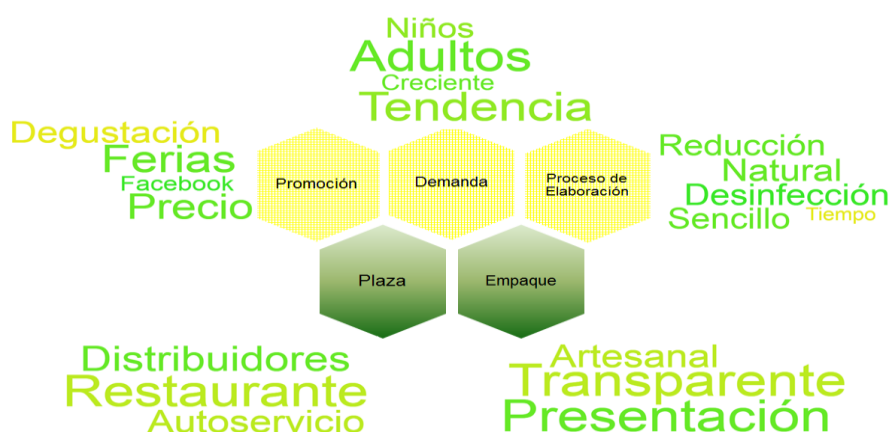 Niños
Adultos
Creciente
Tendencia
Degustación
Ferias
Facebook
Precio
Promoción
Demanda
Proceso de
Elaboración
Reducción
Natural
Desinfección
Sencillo
Tiempo
Plaza
Empaque
Distribuidores
Restaurante
Autoservicio
Artesanal
Transparente
Presentación